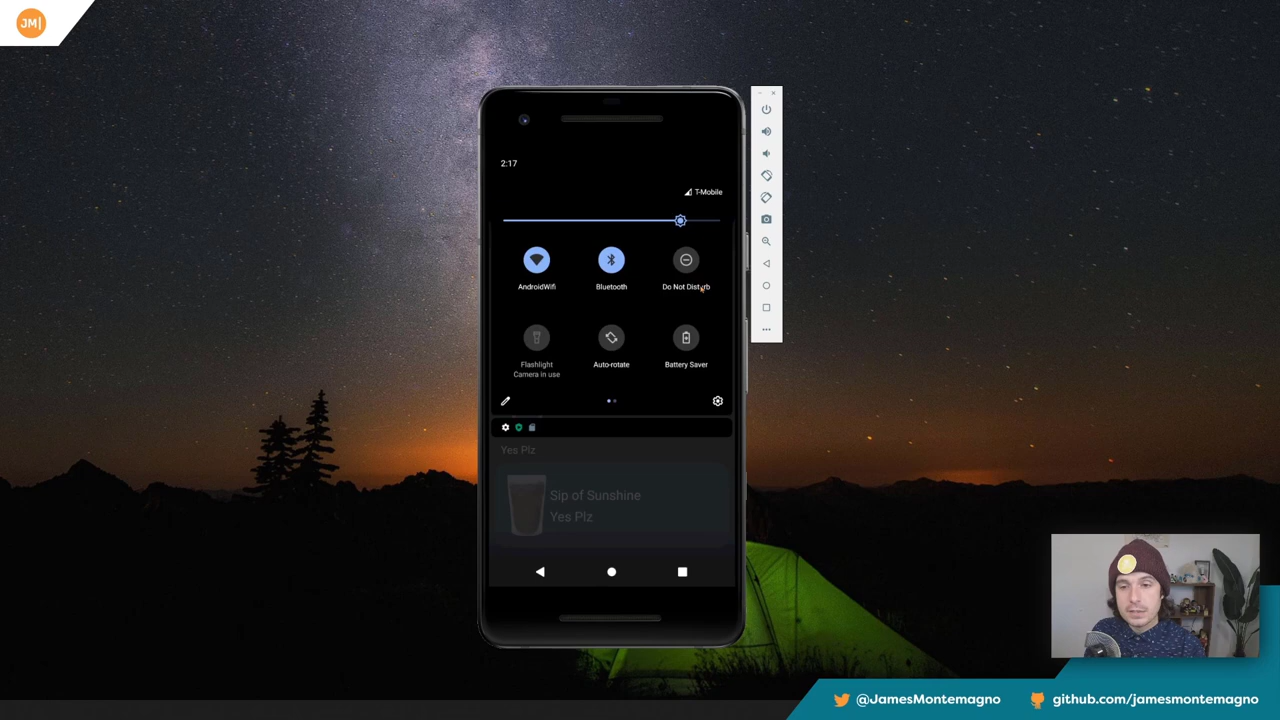 JM|
2:17
T-Mobile
AndroidWifi
Bluetooth
Do Not Disturb
Flashlight
Camera in use
Auto-rotate
Battery Saver
Yes Plz
Sip of Sunshine
Yes Plz
@JamesMontemagno
github.com/jamesmontemagno